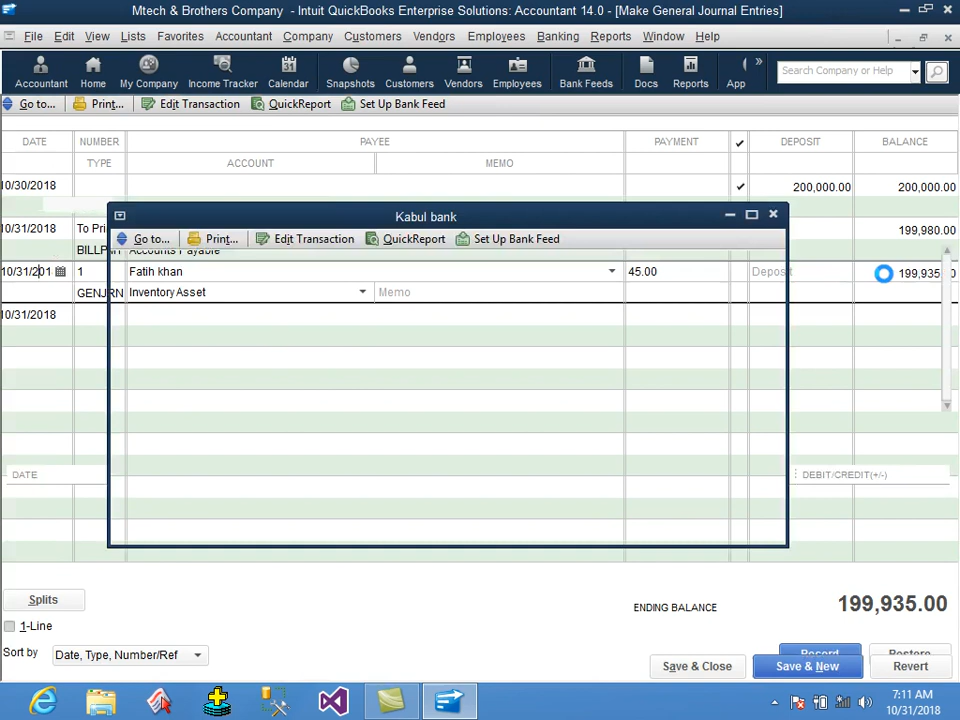 Mtech & Brothers Company - Intuit QuickBooks Enterprise Solutions: Accountant 14.0 - [Make General Journal Entries]
File Edit View Lists Favorites Accountant Company Customers Vendors Employees Banking Reports Window Help
Accountant Home My Company Income Tracker Calendar Snapshots Customers Vendors Employees Bank Feeds Docs Reports App » Search Company or Help
Go to... Print... Edit Transaction QuickReport Set Up Bank Feed
DATE NUMBER PAYEE PAYMENT ✓ DEPOSIT BALANCE
TYPE ACCOUNT MEMO
10/30/2018 ✓ 200,000.00 200,000.00
Kabul bank
10/31/2018 To Pri 199,980.00
Go to... Print... Edit Transaction QuickReport Set Up Bank Feed
BILLPMT Accounts Payable
10/31/201 1 Fatih khan 45.00 Deposit 199,935.
GENJRN Inventory Asset Memo
10/31/2018
DATE DEBIT/CREDIT(+/-)
Splits ENDING BALANCE 199,935.00
1-Line
Record Restore
Sort by Date, Type, Number/Ref Save & Close Save & New Revert
7:11 AM
10/31/2018